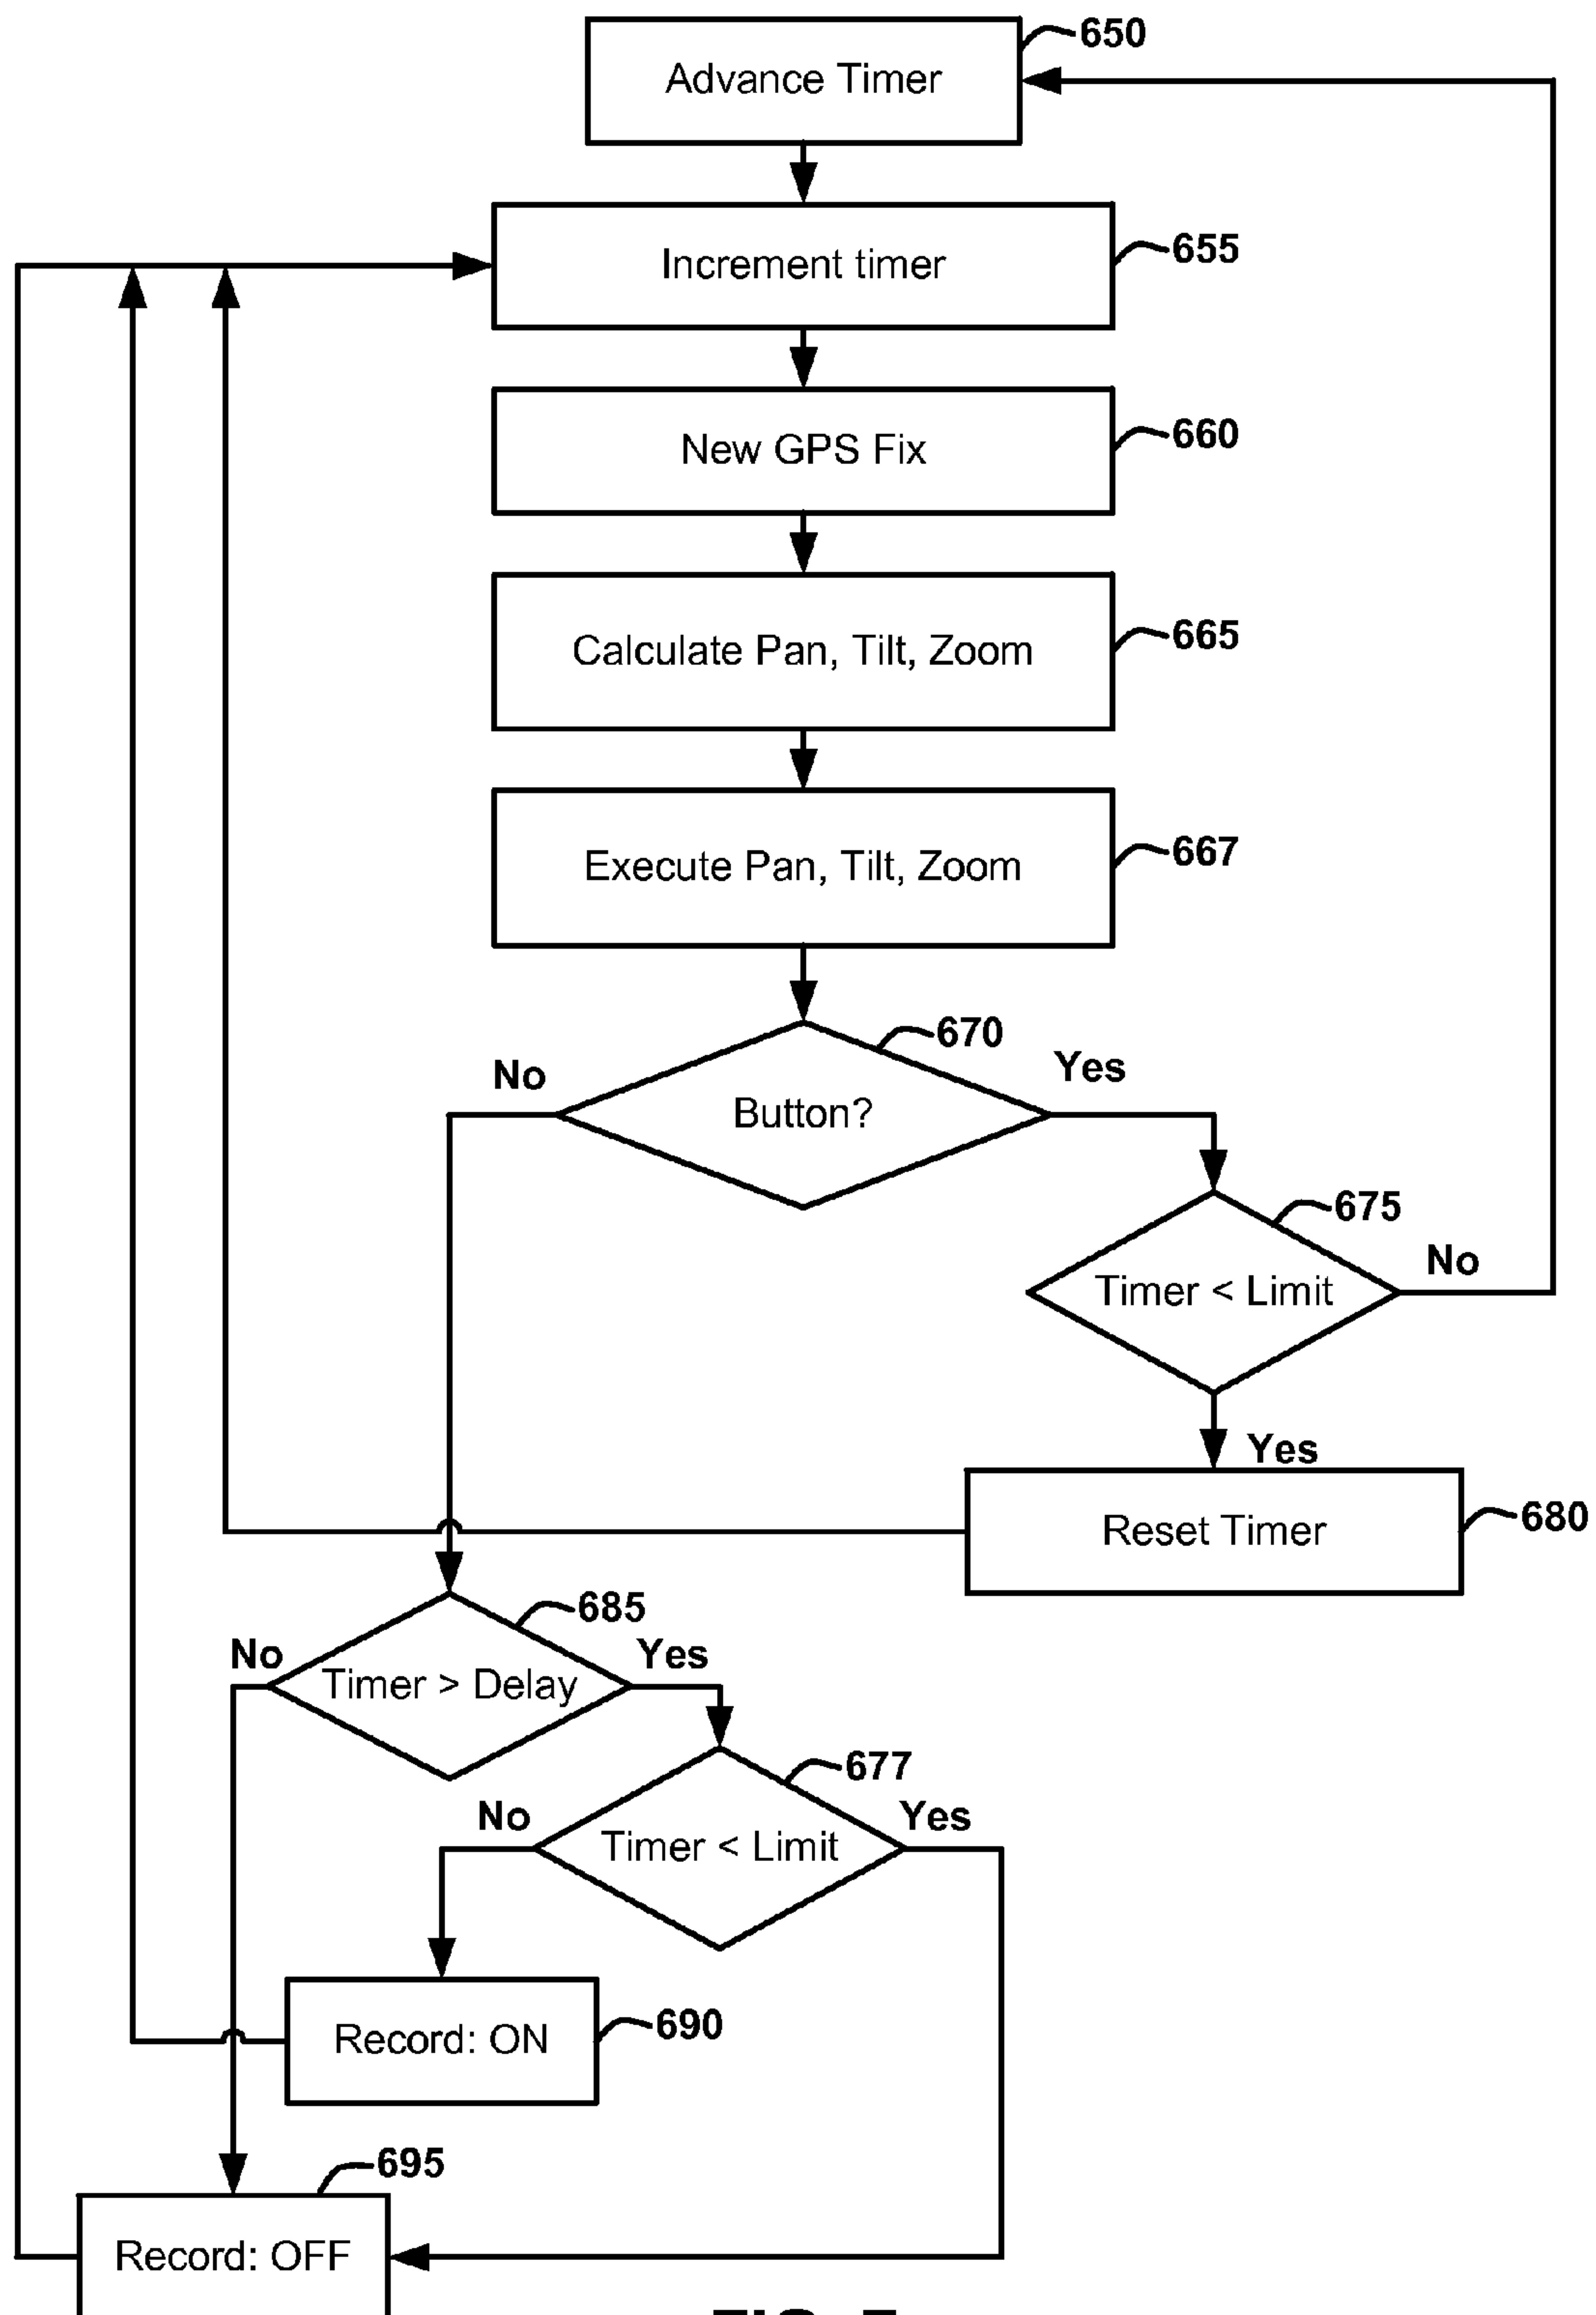 650
Advance Timer
655
Increment timer
660
New GPS Fix
665
Calculate Pan, Tilt, Zoom
667
Execute Pan, Tilt, Zoom
670
No
Yes
Button?
675
No
Timer < Limit
Yes
680
Reset Timer
685
No
Yes
Timer > Delay
677
No
Yes
Timer < Limit
690
Record: ON
695
Record: OFF